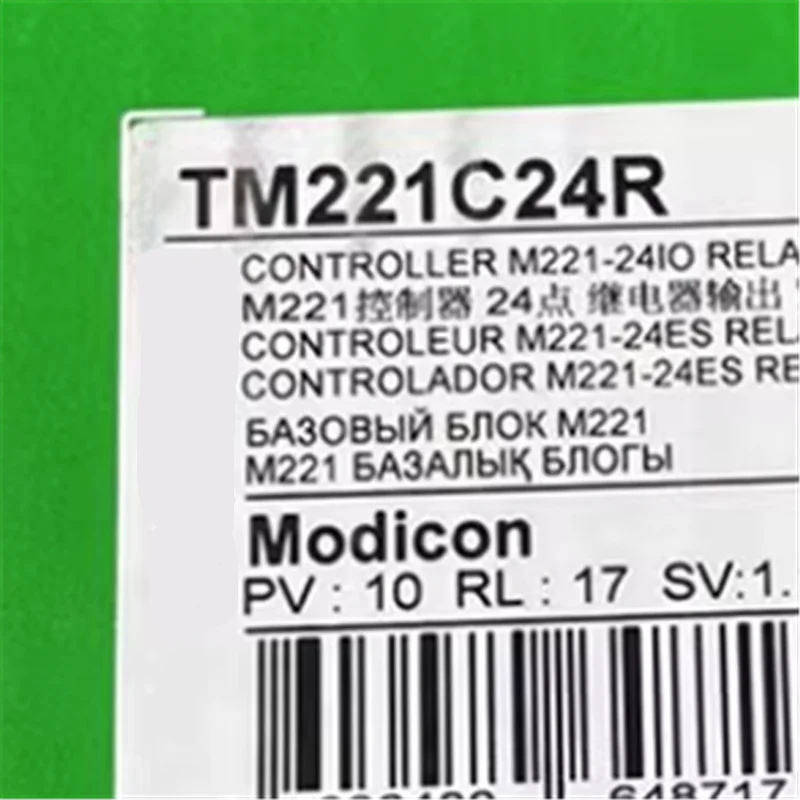 TM221C24R
CONTROLLER M221-24IO RELA
M221控制器 24点 继电器输出
CONTROLEUR M221-24ES REL
CONTROLADOR M221-24ES RE
БАЗОВЫЙ БЛОК M221
M221 БАЗАЛЫҚ БЛОГЫ
Modicon
PV : 10 RL : 17 SV:1.
648717